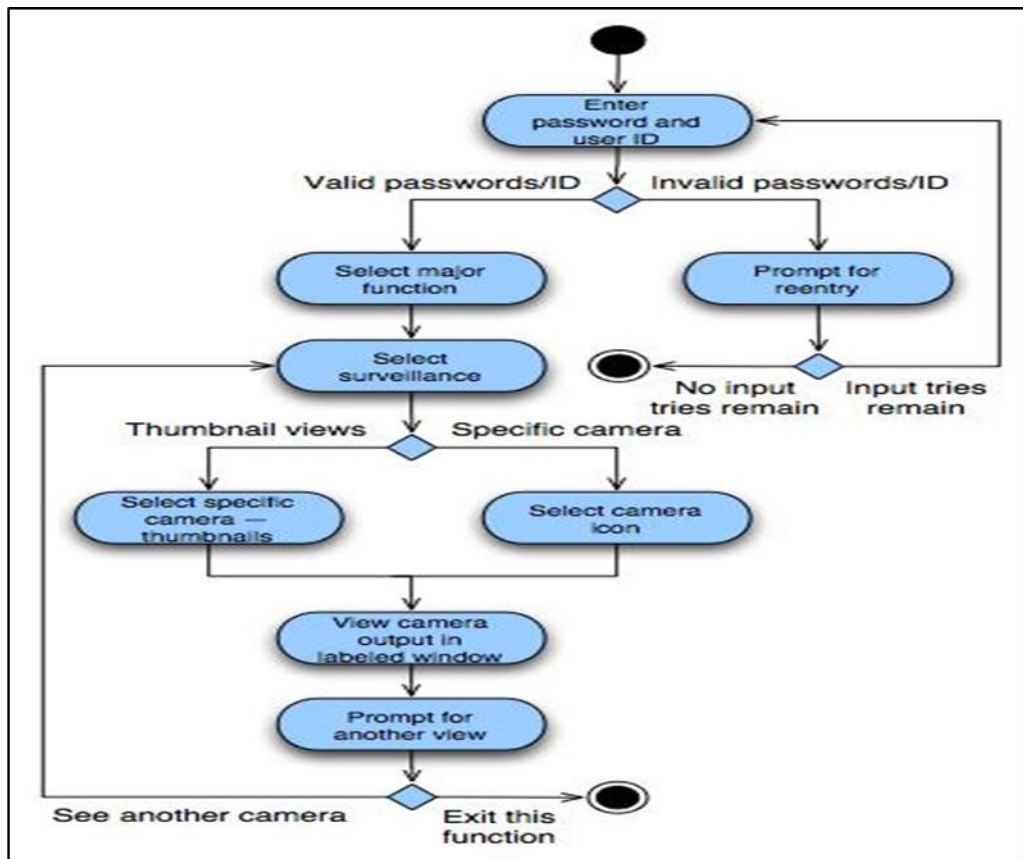 Enter
password and
user ID
Valid passwords/ID
Invalid passwords/ID
Select major
function
Prompt for
reentry
Select
surveillance
No input
tries remain
Input tries
remain
Thumbnail views
Specific camera
Select specific
camera —
thumbnails
Select camera
icon
View camera
output in
labeled window
Prompt for
another view
See another camera
Exit this
function